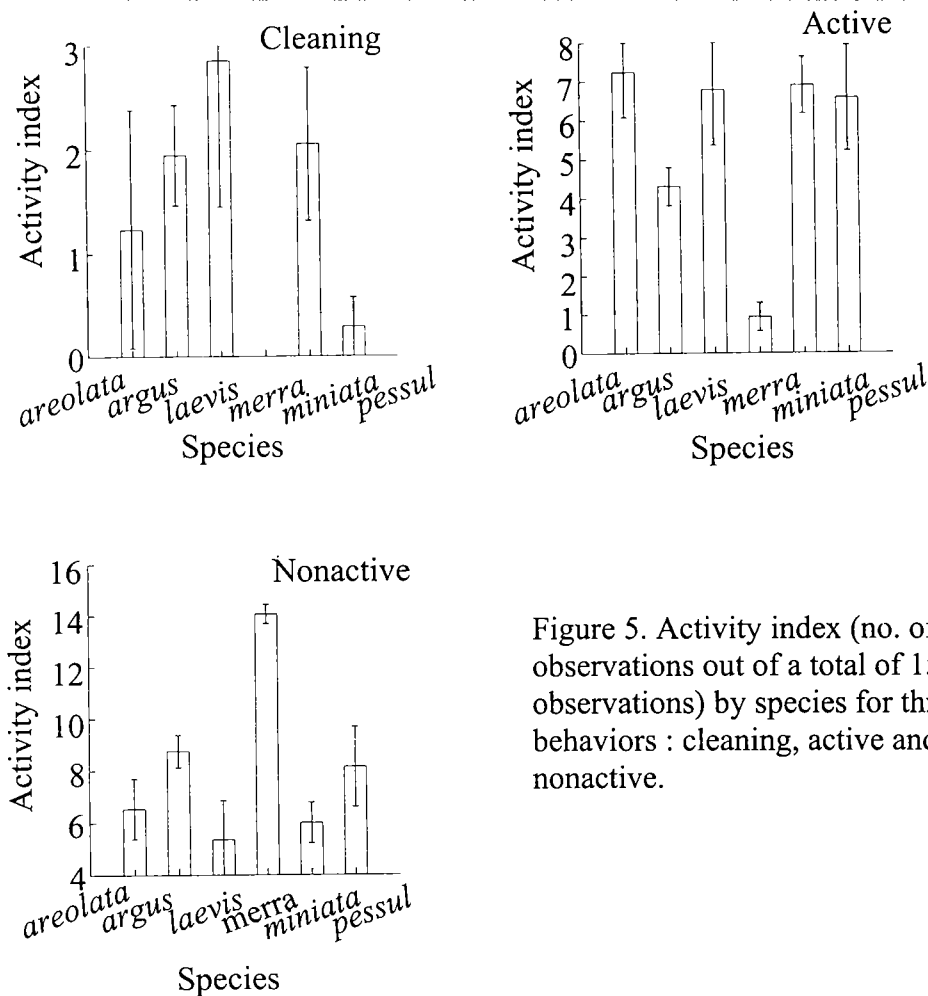 Cleaning
3
2
1
0
Activity index
areolata
argus
laevis
merra
miniata
pessul
Species
Active
8
7
6
5
4
3
2
1
0
Activity index
areolata
argus
laevis
merra
miniata
pessul
Species
Nonactive
16
14
12
10
8
6
4
Activity index
areolata
argus
laevis
merra
miniata
pessul
Species
Figure 5. Activity index (no. of
observations out of a total of
observations) by species for
behaviors : cleaning, active and
nonactive.